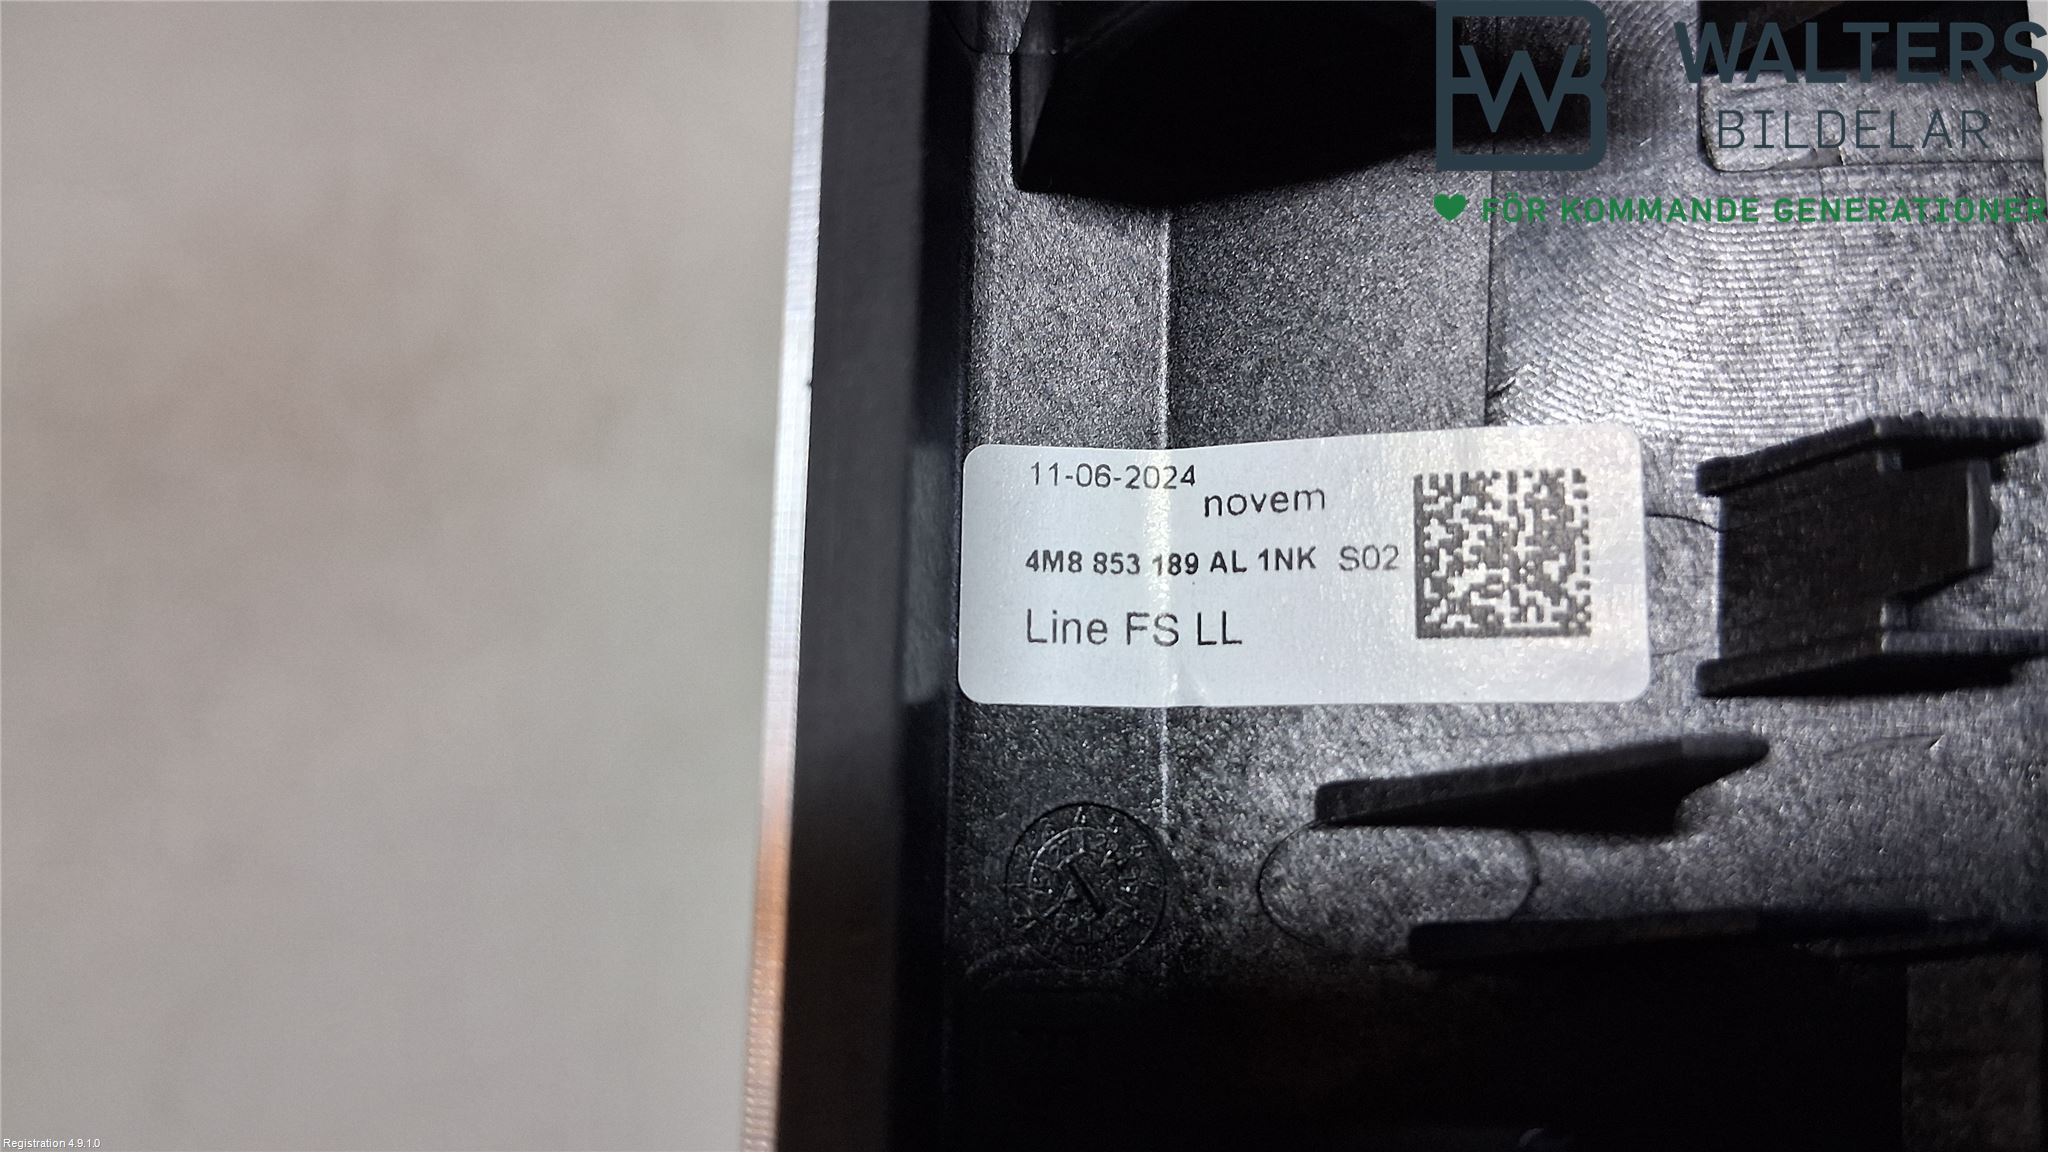 WALTERS
BILDELAR
FÖR KOMMANDE GENERATIONER
11-06-2024
novem
4M8 853 189 AL 1NK S02
Line FS LL
Registration 4.9.1.0